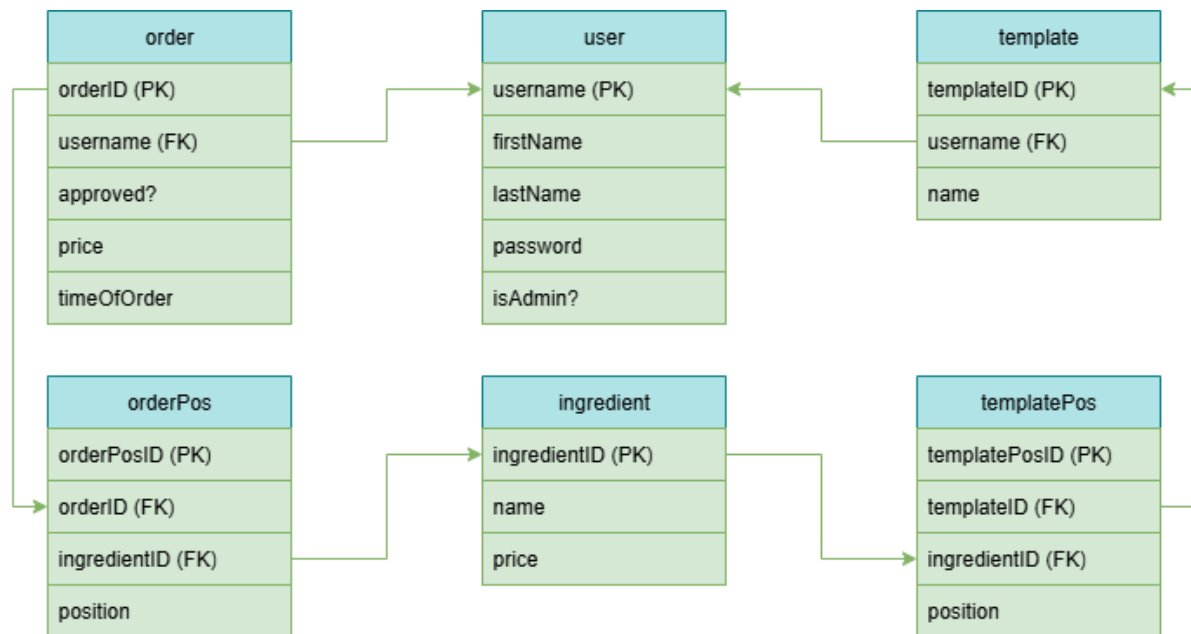 order
orderID (PK)
username (FK)
approved?
price
timeOfOrder
user
username (PK)
firstName
lastName
password
isAdmin?
template
templateID (PK)
username (FK)
name
orderPos
orderPosID (PK)
orderID (FK)
ingredientID (FK)
position
ingredient
ingredientID (PK)
name
price
templatePos
templatePosID (PK)
templateID (FK)
ingredientID (FK)
position